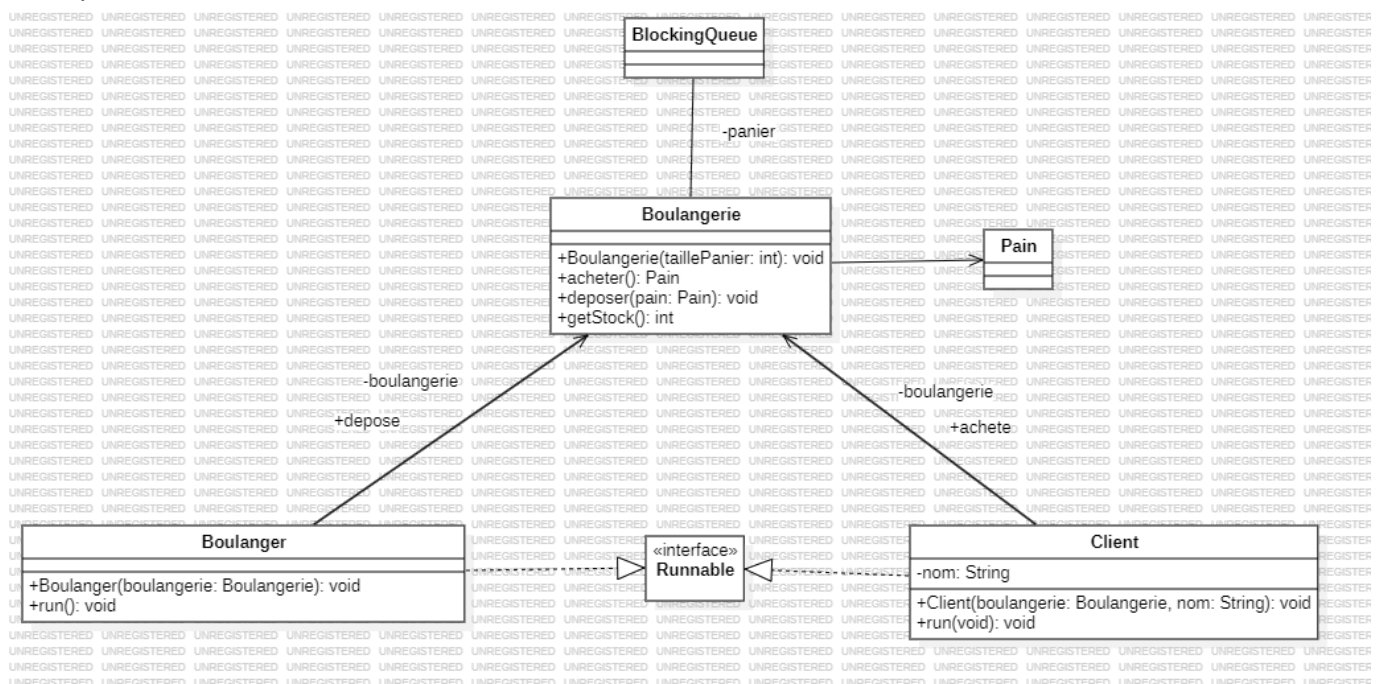 BlockingQueue
-panier
Boulangerie
+Boulangerie(taillePanier: int): void
+acheter(): Pain
+deposer(pain: Pain): void
+getStock(): int
Pain
-boulangerie
+depose
-boulangerie
+achete
Boulanger
+Boulanger(boulangerie: Boulangerie): void
+run(): void
«interface»
Runnable
Client
-nom: String
+Client(boulangerie: Boulangerie, nom: String): void
+run(void): void
UNREGISTERED